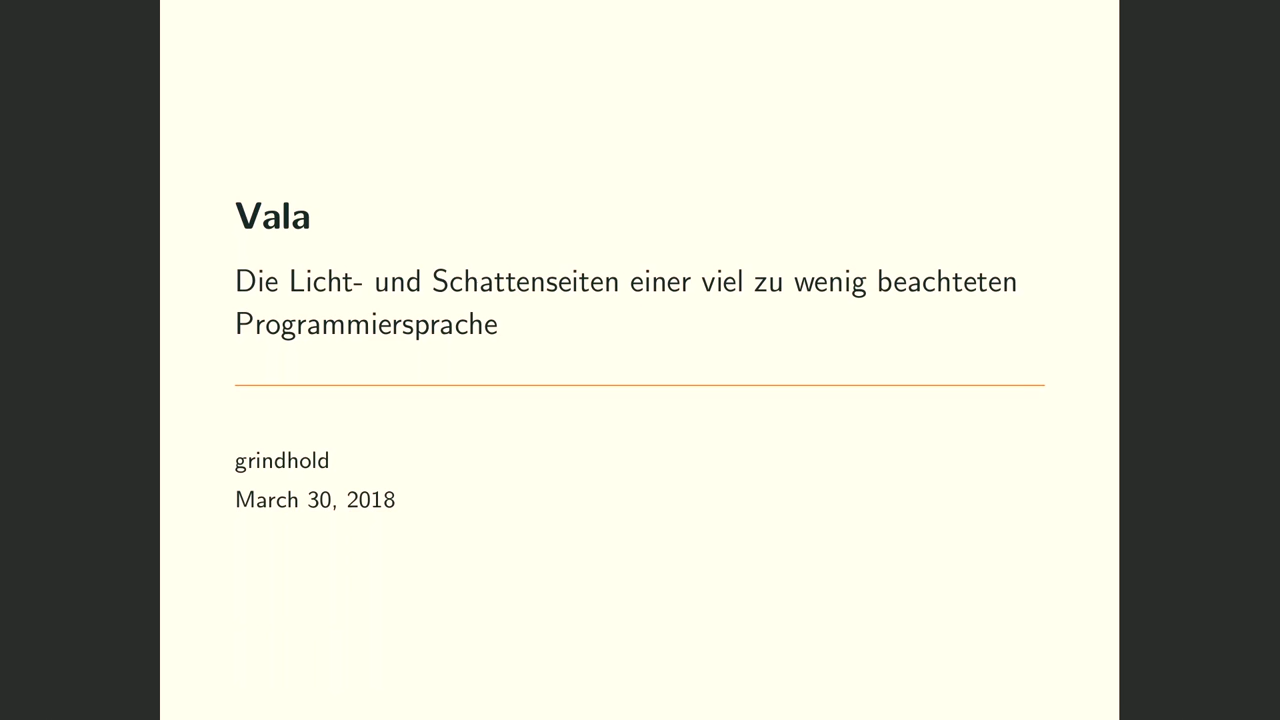 Vala
Die Licht- und Schattenseiten einer viel zu wenig beachteten
Programmiersprache
grindhold
March 30, 2018